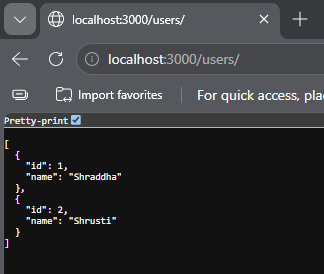 localhost:3000/users/
localhost:3000/users/
Import favorites
For quick access, plac
Pretty-print
[
  {
    "id": 1,
    "name": "Shraddha"
  },
  {
    "id": 2,
    "name": "Shrusti"
  }
]